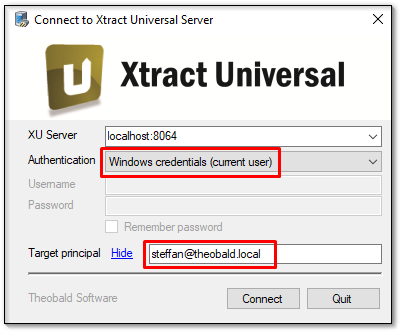 Connect to Xtract Universal Server
Xtract Universal
XU Server localhost:8064
Authentication Windows credentials (current user)
Username
Password
Remember password
Target principal Hide steffan@theobald.local
Theobald Software Connect Quit